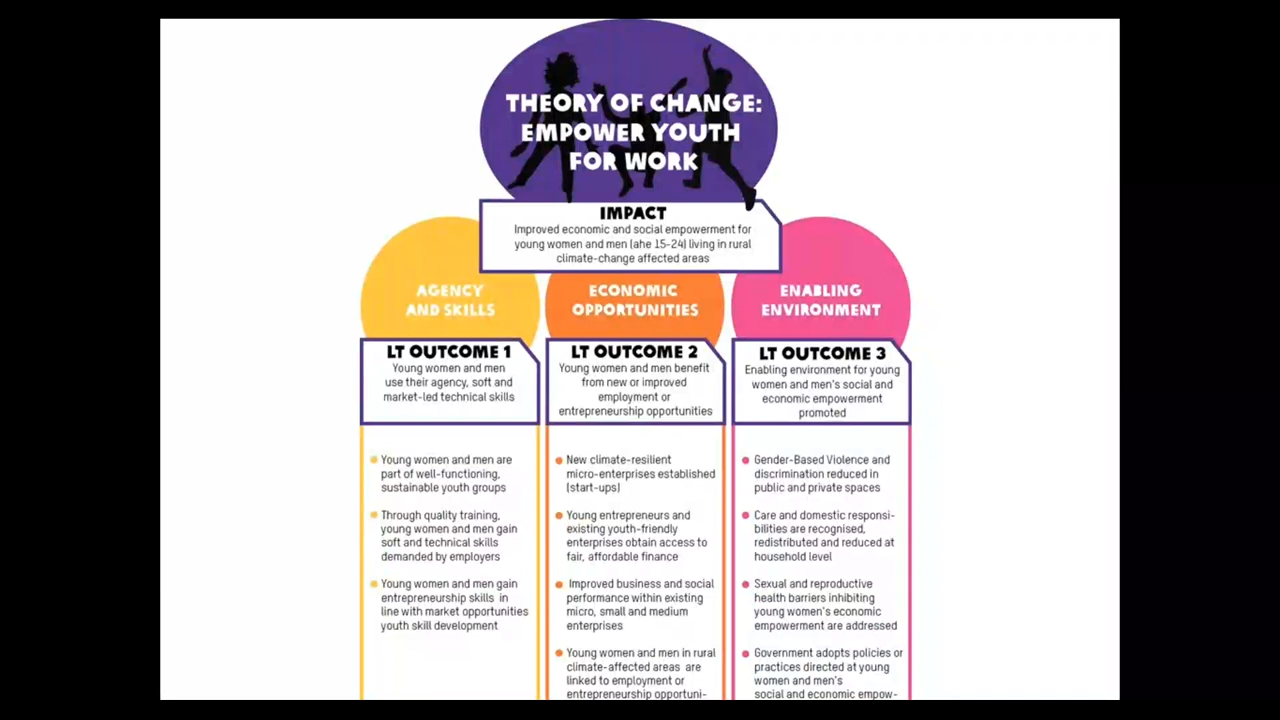 THEORY OF CHANGE:
EMPOWER YOUTH
FOR WORK
IMPACT
Improved economic and social empowerment for
young women and men (ahe 15-24) living in rural
climate-change affected areas
AGENCY
AND SKILLS
LT OUTCOME 1
Young women and men
use their agency, soft and
market-led technical skills
Young women and men are
part of well-functioning,
sustainable youth groups
Through quality training,
young women and men gain
soft and technical skills
demanded by employers
Young women and men gain
entrepreneurship skills in
line with market opportunities
youth skill development
ECONOMIC
OPPORTUNITIES
LT OUTCOME 2
Young women and men benefit
from new or improved
employment or
entrepreneurship opportunities
New climate-resilient
micro-enterprises established
(start-ups)
Young entrepreneurs and
existing youth-friendly
enterprises obtain access to
fair, affordable finance
Improved business and social
performance within existing
micro, small and medium
enterprises
Young women and men in rural
climate-affected areas are
linked to employment or
entrepreneurship opportuni-
ENABLING
ENVIRONMENT
LT OUTCOME 3
Enabling environment for young
women and men's social and
economic empowerment
promoted
Gender-Based Violence and
discrimination reduced in
public and private spaces
Care and domestic responsi-
bilities are recognised,
redistributed and reduced at
household level
Sexual and reproductive
health barriers inhibiting
young women's economic
empowerment are addressed
Government adopts policies or
practices directed at young
women and men's
social and economic empow-